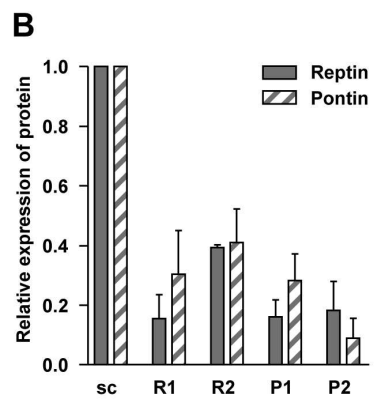 B
Relative expression of protein
1.0
0.8
0.6
0.4
0.2
0.0
Reptin
Pontin
sc R1 R2 P1 P2